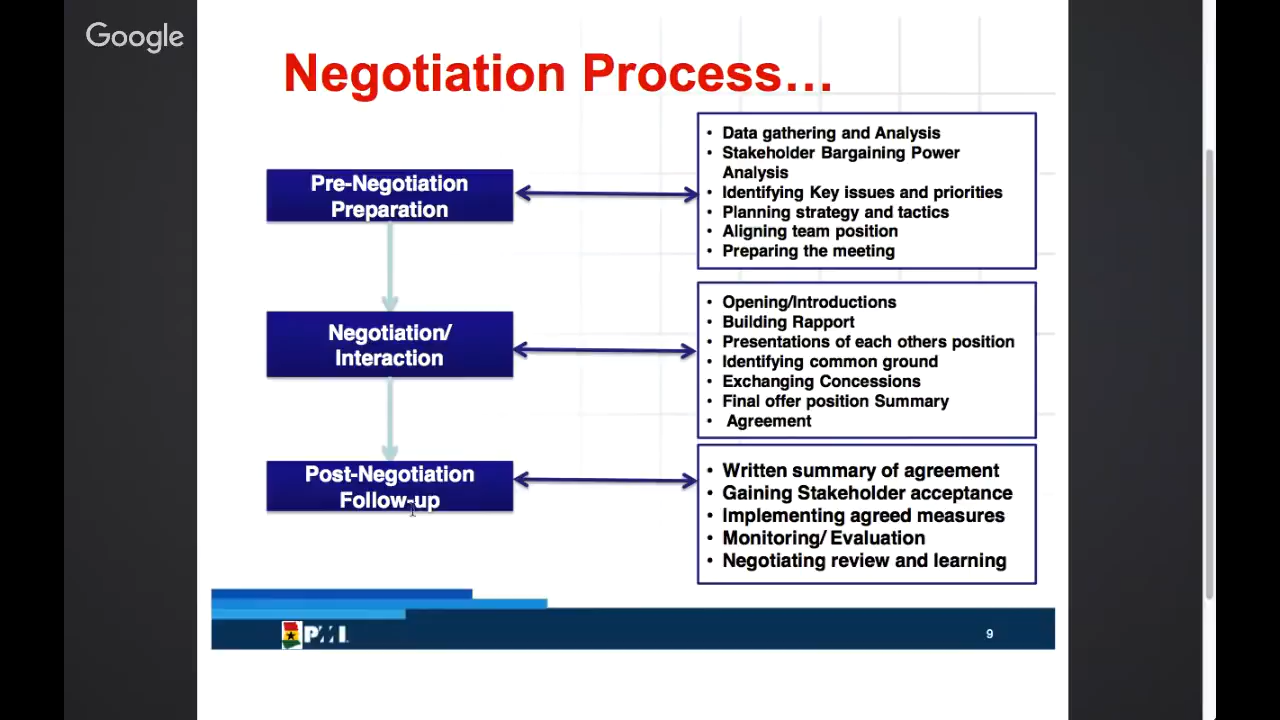 Google
Negotiation Process...
Pre-Negotiation
Preparation
• Data gathering and Analysis
• Stakeholder Bargaining Power
Analysis
• Identifying Key issues and priorities
• Planning strategy and tactics
• Aligning team position
• Preparing the meeting
Negotiation/
Interaction
• Opening/Introductions
• Building Rapport
• Presentations of each others position
• Identifying common ground
• Exchanging Concessions
• Final offer position Summary
• Agreement
Post-Negotiation
Follow-up
• Written summary of agreement
• Gaining Stakeholder acceptance
• Implementing agreed measures
• Monitoring/ Evaluation
• Negotiating review and learning
PMI
9